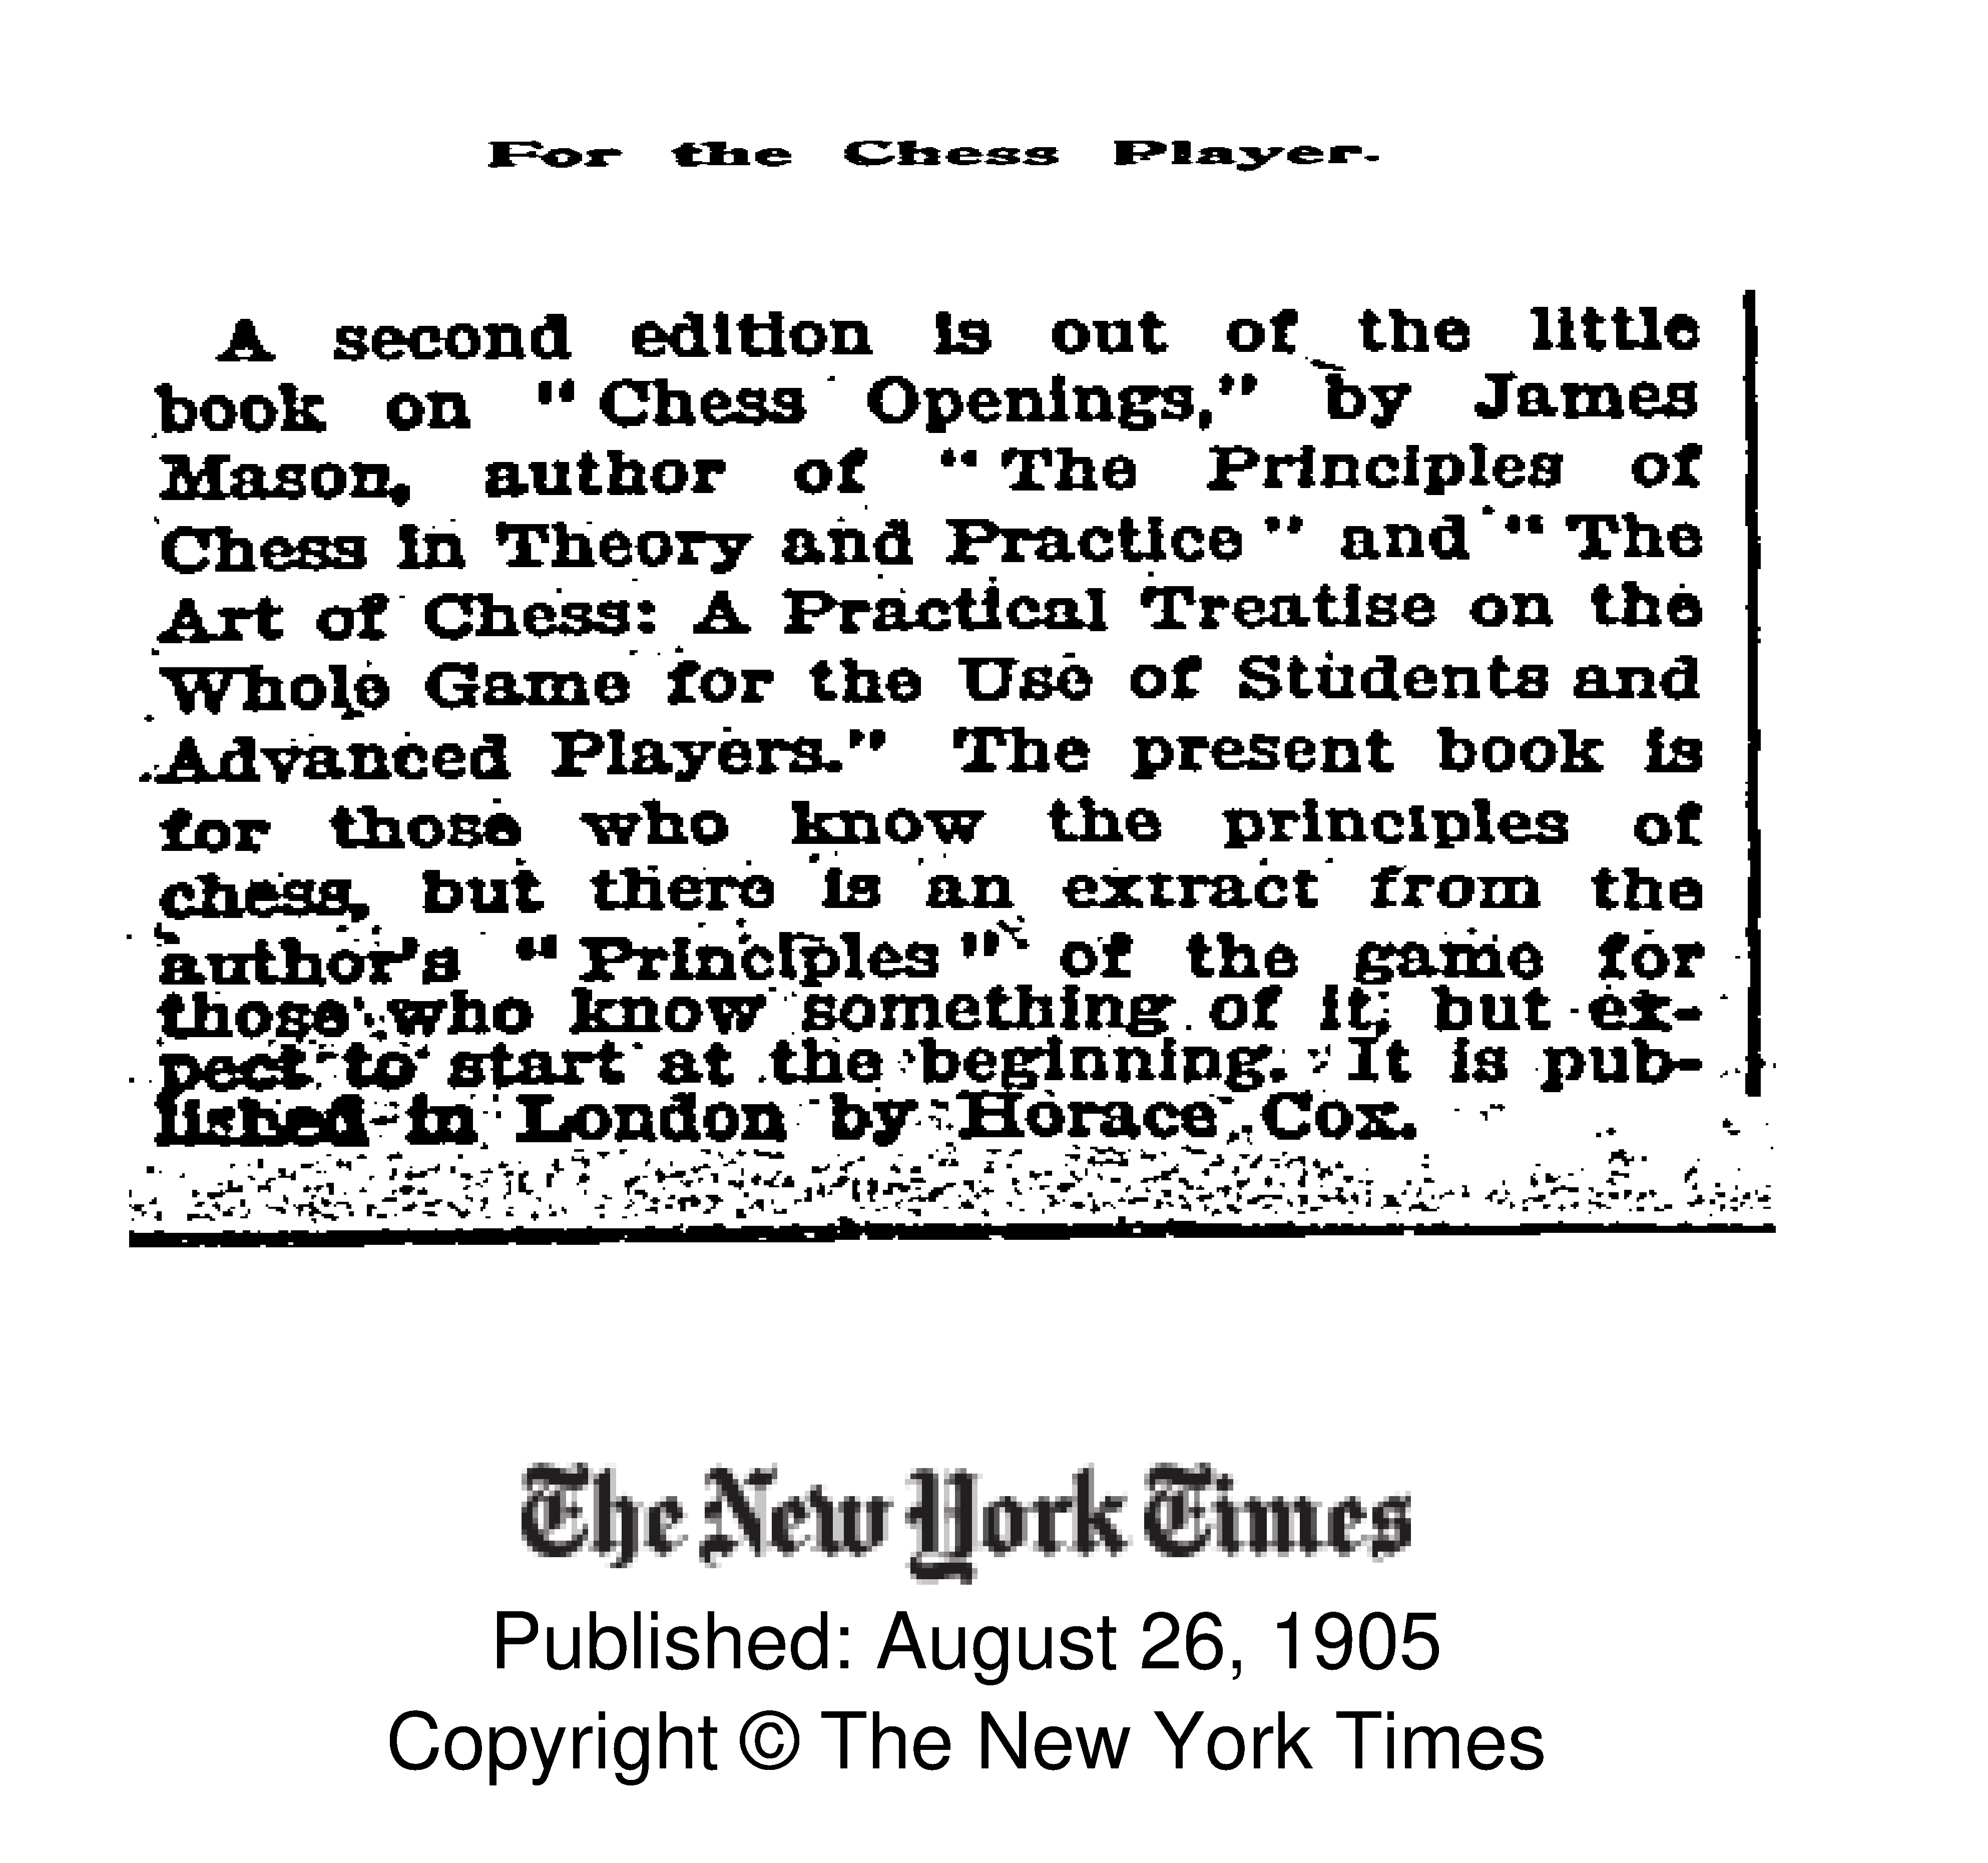 For the Chess Player.
A second edition is out of the little
book on "Chess Openings," by James
Mason, author of "The Principles of
Chess in Theory and Practice" and "The
Art of Chess: A Practical Treatise on the
Whole Game for the Use of Students and
Advanced Players." The present book is
for those who know the principles of
chess, but there is an extract from the
author's "Principles" of the game for
those who know something of it, but ex-
pect to start at the beginning. It is pub-
lished in London by Horace Cox.
The New York Times
Published: August 26, 1905
Copyright © The New York Times